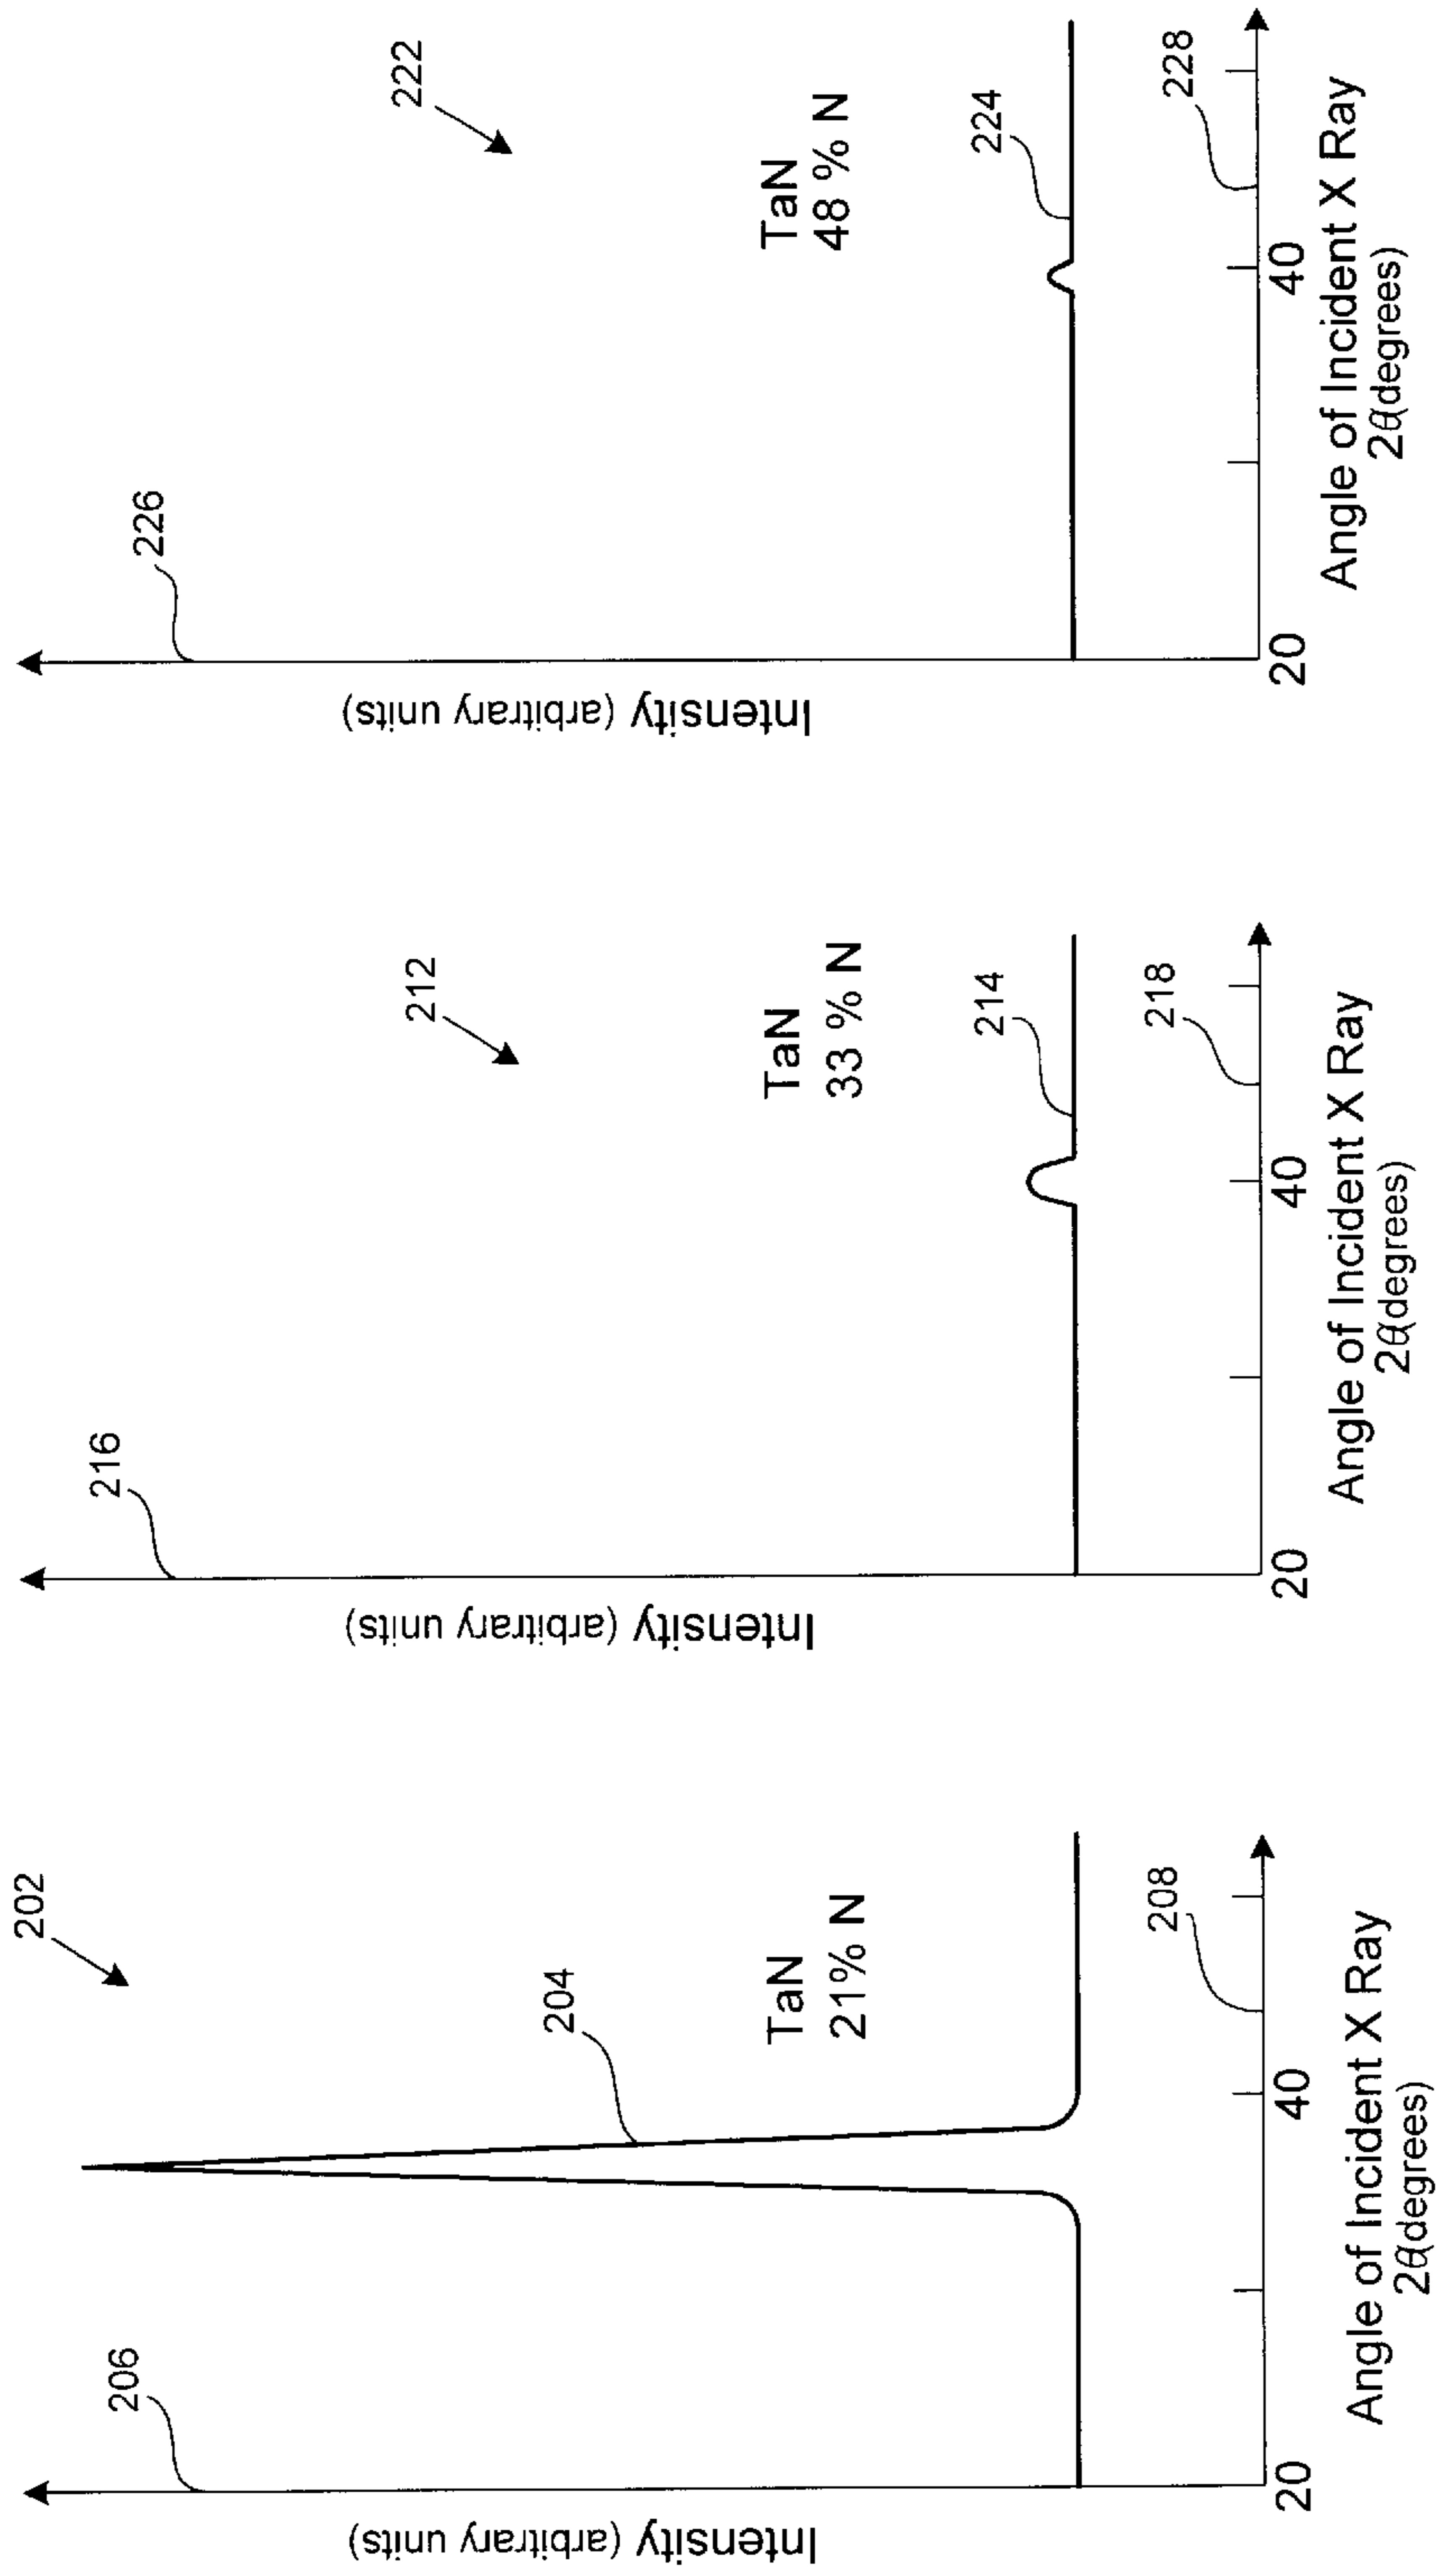 202
206
204
TaN
21% N
208
Intensity (arbitrary units)
20
40
Angle of Incident X Ray
2θ(degrees)
212
216
TaN
33 % N
214
218
Intensity (arbitrary units)
20
40
Angle of Incident X Ray
2θ(degrees)
222
226
TaN
48 % N
224
228
Intensity (arbitrary units)
20
40
Angle of Incident X Ray
2θ(degrees)